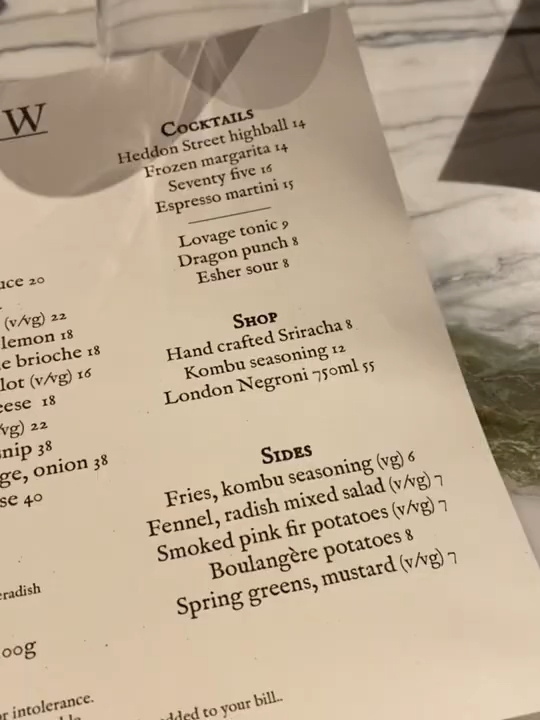 W
uce 20
(v/vg) 22
lemon 18
e brioche 18
lot (v/vg) 16
eese 18
vg) 22
snip 38
ge, onion 38
se 40
radish
00g
r intolerance.
Cocktails
Heddon Street highball 14
Frozen margarita 14
Seventy five 16
Espresso martini 15
Lovage tonic 9
Dragon punch 8
Esher sour 8
Shop
Hand crafted Sriracha 8
Kombu seasoning 12
London Negroni 750ml 55
Sides
Fries, kombu seasoning (vg) 6
Fennel, radish mixed salad (v/vg) 7
Smoked pink fir potatoes (v/vg) 7
Boulangère potatoes 8
Spring greens, mustard (v/vg) 7
dded to your bill..